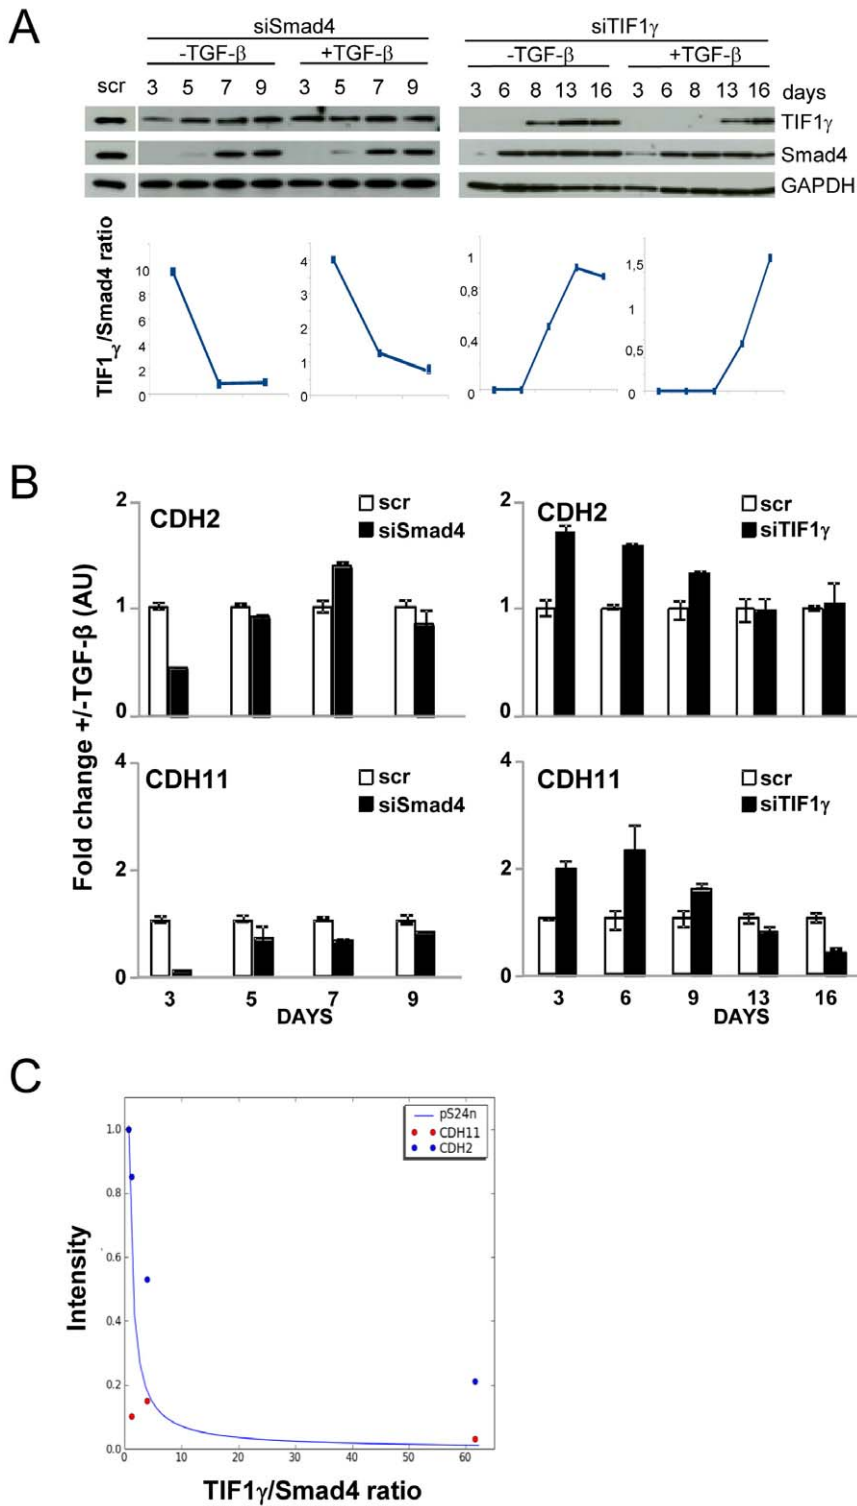 A
siSmad4
siTIF1γ
-TGF-β +TGF-β -TGF-β +TGF-β
scr 3 5 7 9 3 5 7 9 3 6 8 13 16 3 6 8 13 16 days
TIF1γ
Smad4
GAPDH
TIF1γ/Smad4 ratio
10
8
6
4
2
0
4
3
2
1
0
1
0,8
0,6
0,4
0,2
0
1,5
1
0,5
0
B
Fold change +/-TGF-β (AU)
CDH2
scr
siSmad4
2
1
0
CDH2
scr
siTIF1γ
2
1
0
CDH11
scr
siSmad4
4
2
0
3 5 7 9
DAYS
CDH11
scr
siTIF1γ
4
2
0
3 6 9 13 16
DAYS
C
pS24n
CDH11
CDH2
Intensity
1.0
0.8
0.6
0.4
0.2
0.0
0 10 20 30 40 50 60
TIF1γ/Smad4 ratio